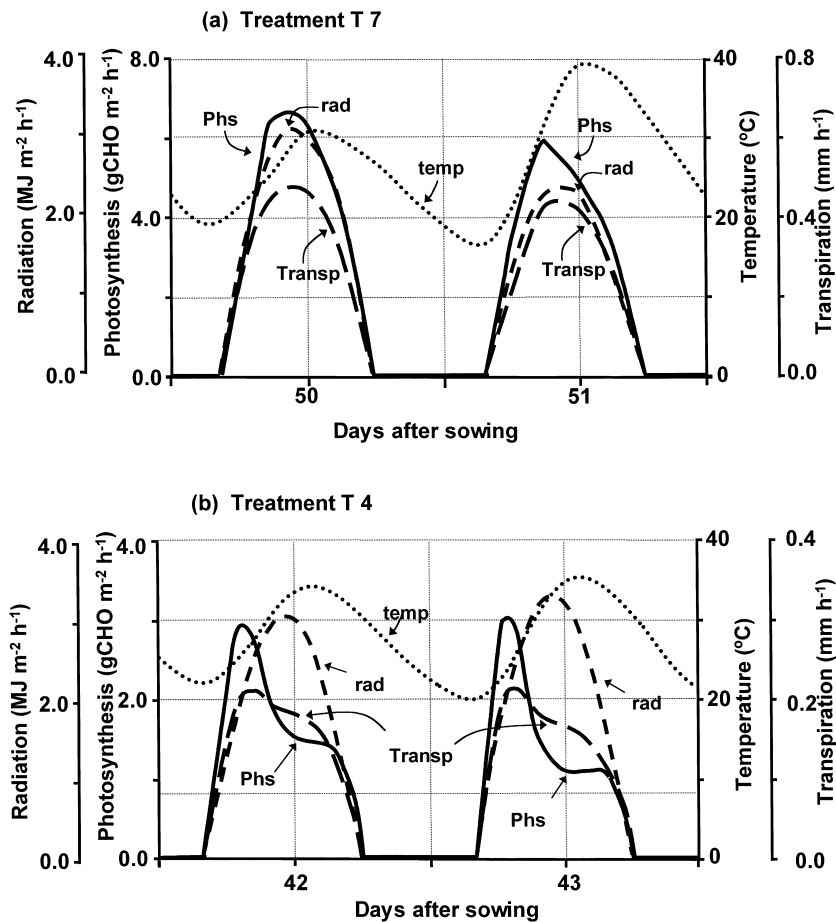 (a) Treatment T 7
4.0
8.0
40
0.8
Phs
rad
Phs
rad
temp
2.0
4.0
20
0.4
Transp
Transp
Radiation (MJ m-2 h-1)
Photosynthesis (gCHO m-2 h-1)
Temperature (ºC)
Transpiration (mm h-1)
0.0
0.0
0
0.0
50
51
Days after sowing
(b) Treatment T 4
4.0
4.0
40
0.4
temp
rad
rad
2.0
2.0
20
0.2
Transp
Phs
Phs
Radiation (MJ m-2 h-1)
Photosynthesis (gCHO m-2 h-1)
Temperature (ºC)
Transpiration (mm h-1)
0.0
0.0
0
0.0
42
43
Days after sowing